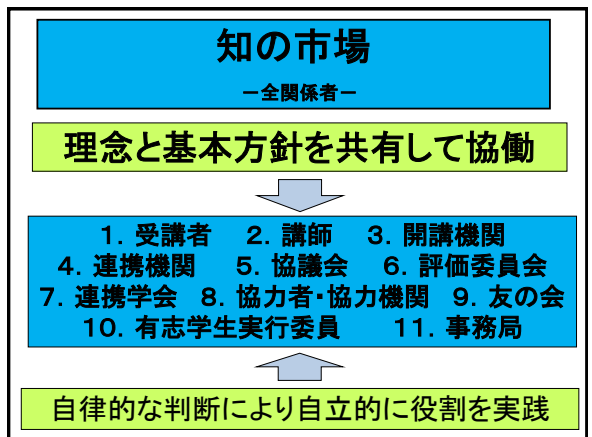 知の市場
－全関係者－
理念と基本方針を共有して協働
１．受講者　２．講師　３．開講機関
４．連携機関　５．協議会　６．評価委員会
７．連携学会　８．協力者・協力機関　９．友の会
１０．有志学生実行委員　１１．事務局
自律的な判断により自立的に役割を実践